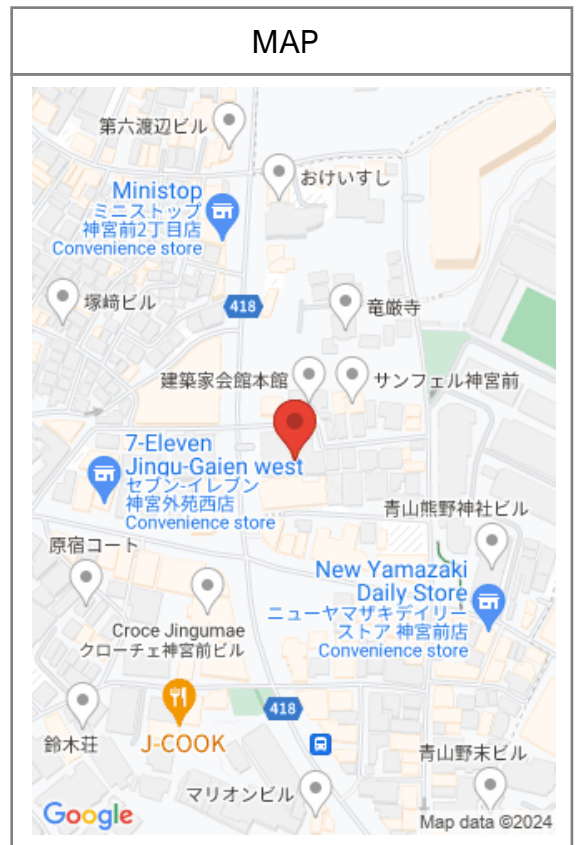 MAP
第六渡辺ビル
おけいすし
Ministop
ミニストップ
神宮前2丁目店
Convenience store
塚﨑ビル
418
竜厳寺
建築家会館本館
サンフェル神宮前
7-Eleven
Jingu-Gaien west
セブン-イレブン
神宮外苑西店
Convenience store
青山熊野神社ビル
原宿コート
New Yamazaki
Daily Store
ニューヤマザキデイリー
ストア 神宮前店
Convenience store
Croce Jingumae
クローチェ神宮前ビル
418
鈴木荘
J-COOK
青山野末ビル
マリオンビル
Google
Map data ©2024